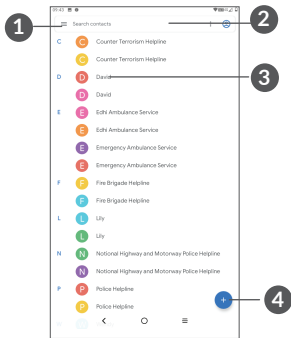 09:43
1
Search contacts
2
C C Counter Terrorism Helpline
C Counter Terrorism Helpline
D D David
3
D David
E E Edhi Ambulance Service
E Edhi Ambulance Service
E Emergency Ambulance Service
E Emergency Ambulance Service
F F Fire Brigade Helpline
F Fire Brigade Helpline
L L Lily
L Lily
N N Notional Highway and Motorway Police Helpline
N Notional Highway and Motorway Police Helpline
P P Police Helpline
P Police Helpline
+
4